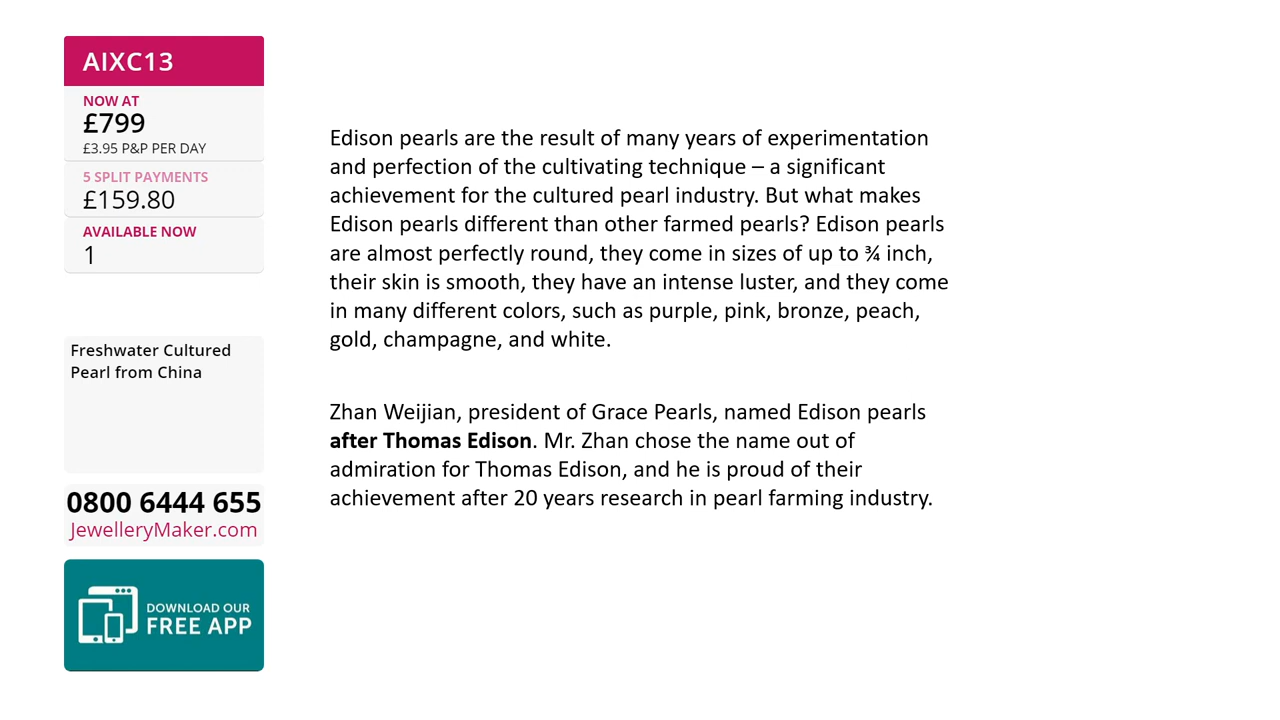 AIXC13
NOW AT
£799
£3.95 P&P PER DAY
5 SPLIT PAYMENTS
£159.80
AVAILABLE NOW
1
Freshwater Cultured
Pearl from China
0800 6444 655
JewelleryMaker.com
DOWNLOAD OUR
FREE APP
Edison pearls are the result of many years of experimentation
and perfection of the cultivating technique – a significant
achievement for the cultured pearl industry. But what makes
Edison pearls different than other farmed pearls? Edison pearls
are almost perfectly round, they come in sizes of up to ¾ inch,
their skin is smooth, they have an intense luster, and they come
in many different colors, such as purple, pink, bronze, peach,
gold, champagne, and white.
Zhan Weijian, president of Grace Pearls, named Edison pearls
after Thomas Edison. Mr. Zhan chose the name out of
admiration for Thomas Edison, and he is proud of their
achievement after 20 years research in pearl farming industry.